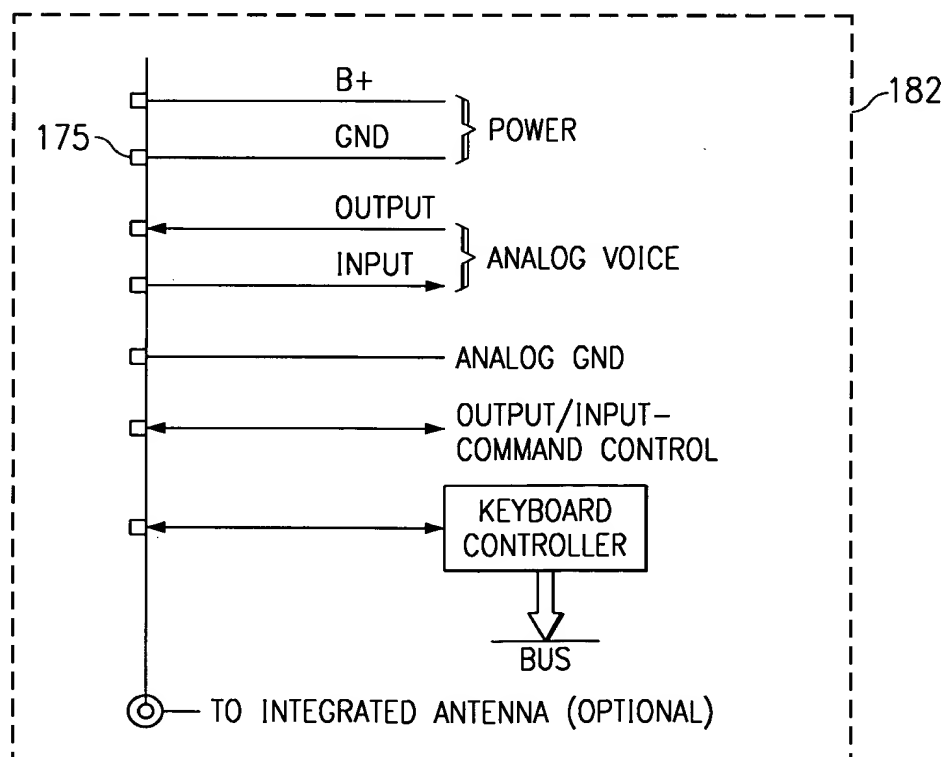 B+
182
175
GND
POWER
OUTPUT
INPUT
ANALOG VOICE
ANALOG GND
OUTPUT/INPUT-
COMMAND CONTROL
KEYBOARD
CONTROLLER
BUS
TO INTEGRATED ANTENNA (OPTIONAL)